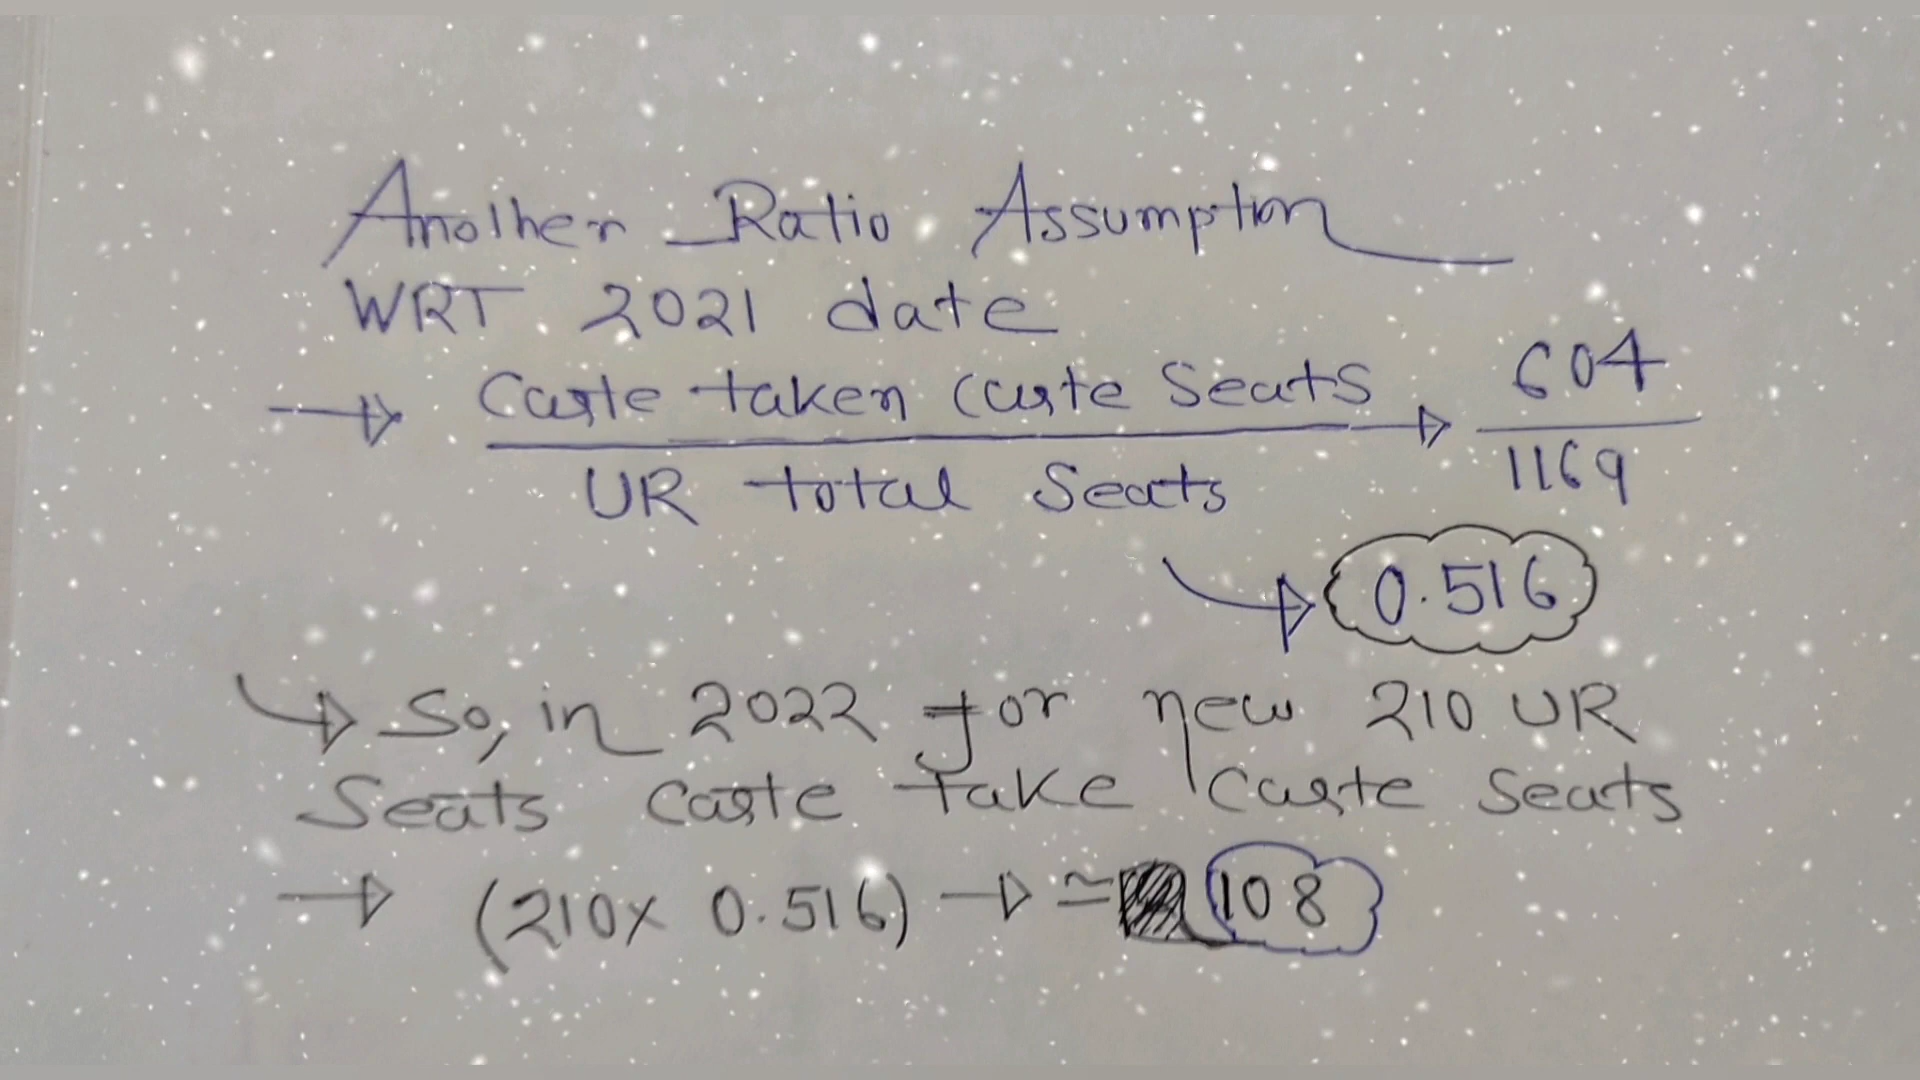 Another Ratio Assumption
WRT 2021 date
→ Caste taken Caste Seats → 604
UR total Seats 1169
→ 0.516
→ So, in 2022 for new 210 UR
Seats Caste take Caste Seats
→ (210 x 0.516) → ≃ 108